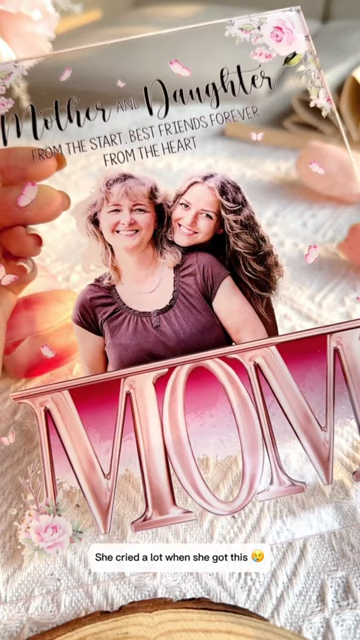 Mother AND Daughter
FROM THE START, BEST FRIENDS FOREVER
FROM THE HEART
MOM
She cried a lot when she got this 🥹